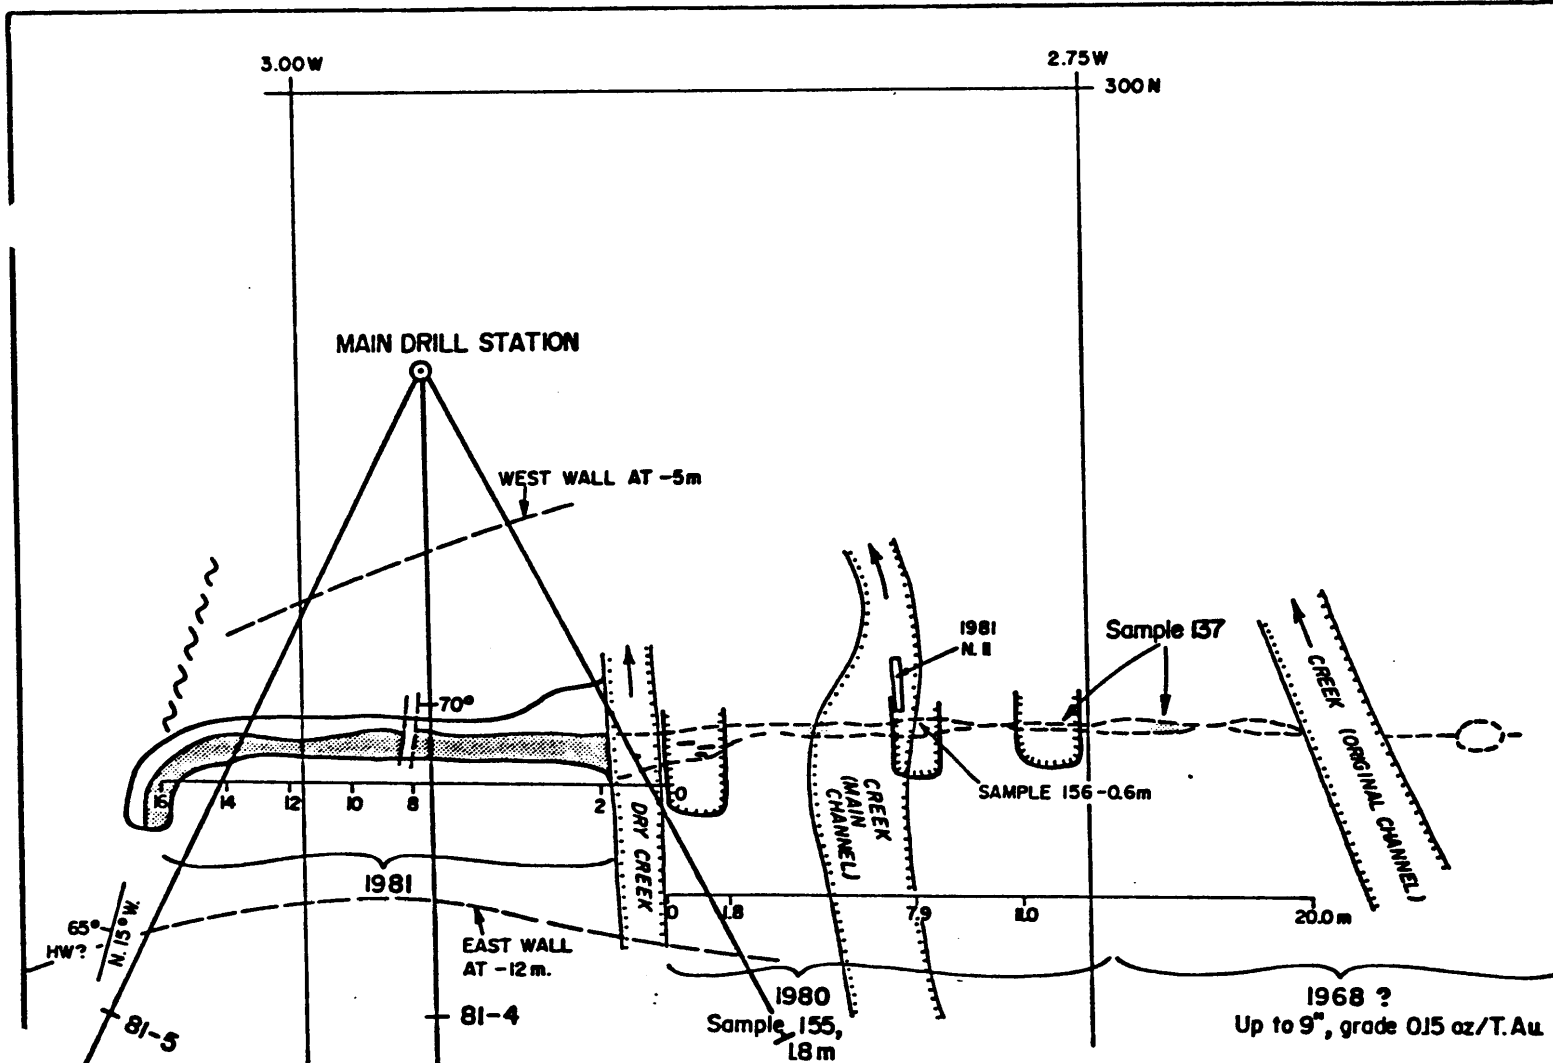 3.00W
2.75W
300N
MAIN DRILL STATION
WEST WALL AT -5m
1981
N. II
Sample 137
70°
CREEK (ORIGINAL CHANNEL)
SAMPLE 156-0.6m
16 14 12 10 8 2 0
DRY CREEK
CREEK
(MAIN
CHANNEL)
1981
0 1.8 7.9 11.0 20.0m
65°
HW?
N. 15° W.
EAST WALL
AT -12m.
1980
Sample 155,
1.8m
1968 ?
Up to 9", grade 0.15 oz/T. Au
81-5
81-4